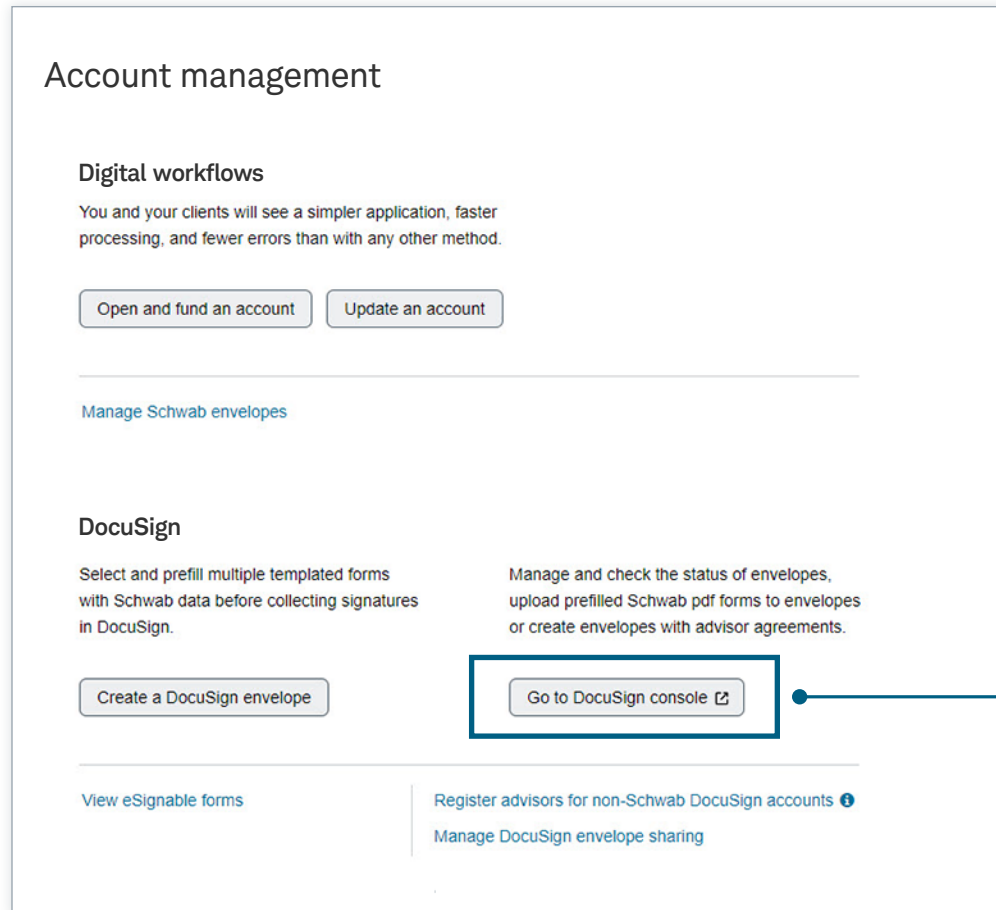 Account management
Digital workflows
You and your clients will see a simpler application, faster
processing, and fewer errors than with any other method.
Open and fund an account
Update an account
Manage Schwab envelopes
DocuSign
Select and prefill multiple templated forms
with Schwab data before collecting signatures
in DocuSign.
Create a DocuSign envelope
Manage and check the status of envelopes,
upload prefilled Schwab pdf forms to envelopes
or create envelopes with advisor agreements.
Go to DocuSign console
View eSignable forms
Register advisors for non-Schwab DocuSign accounts
Manage DocuSign envelope sharing